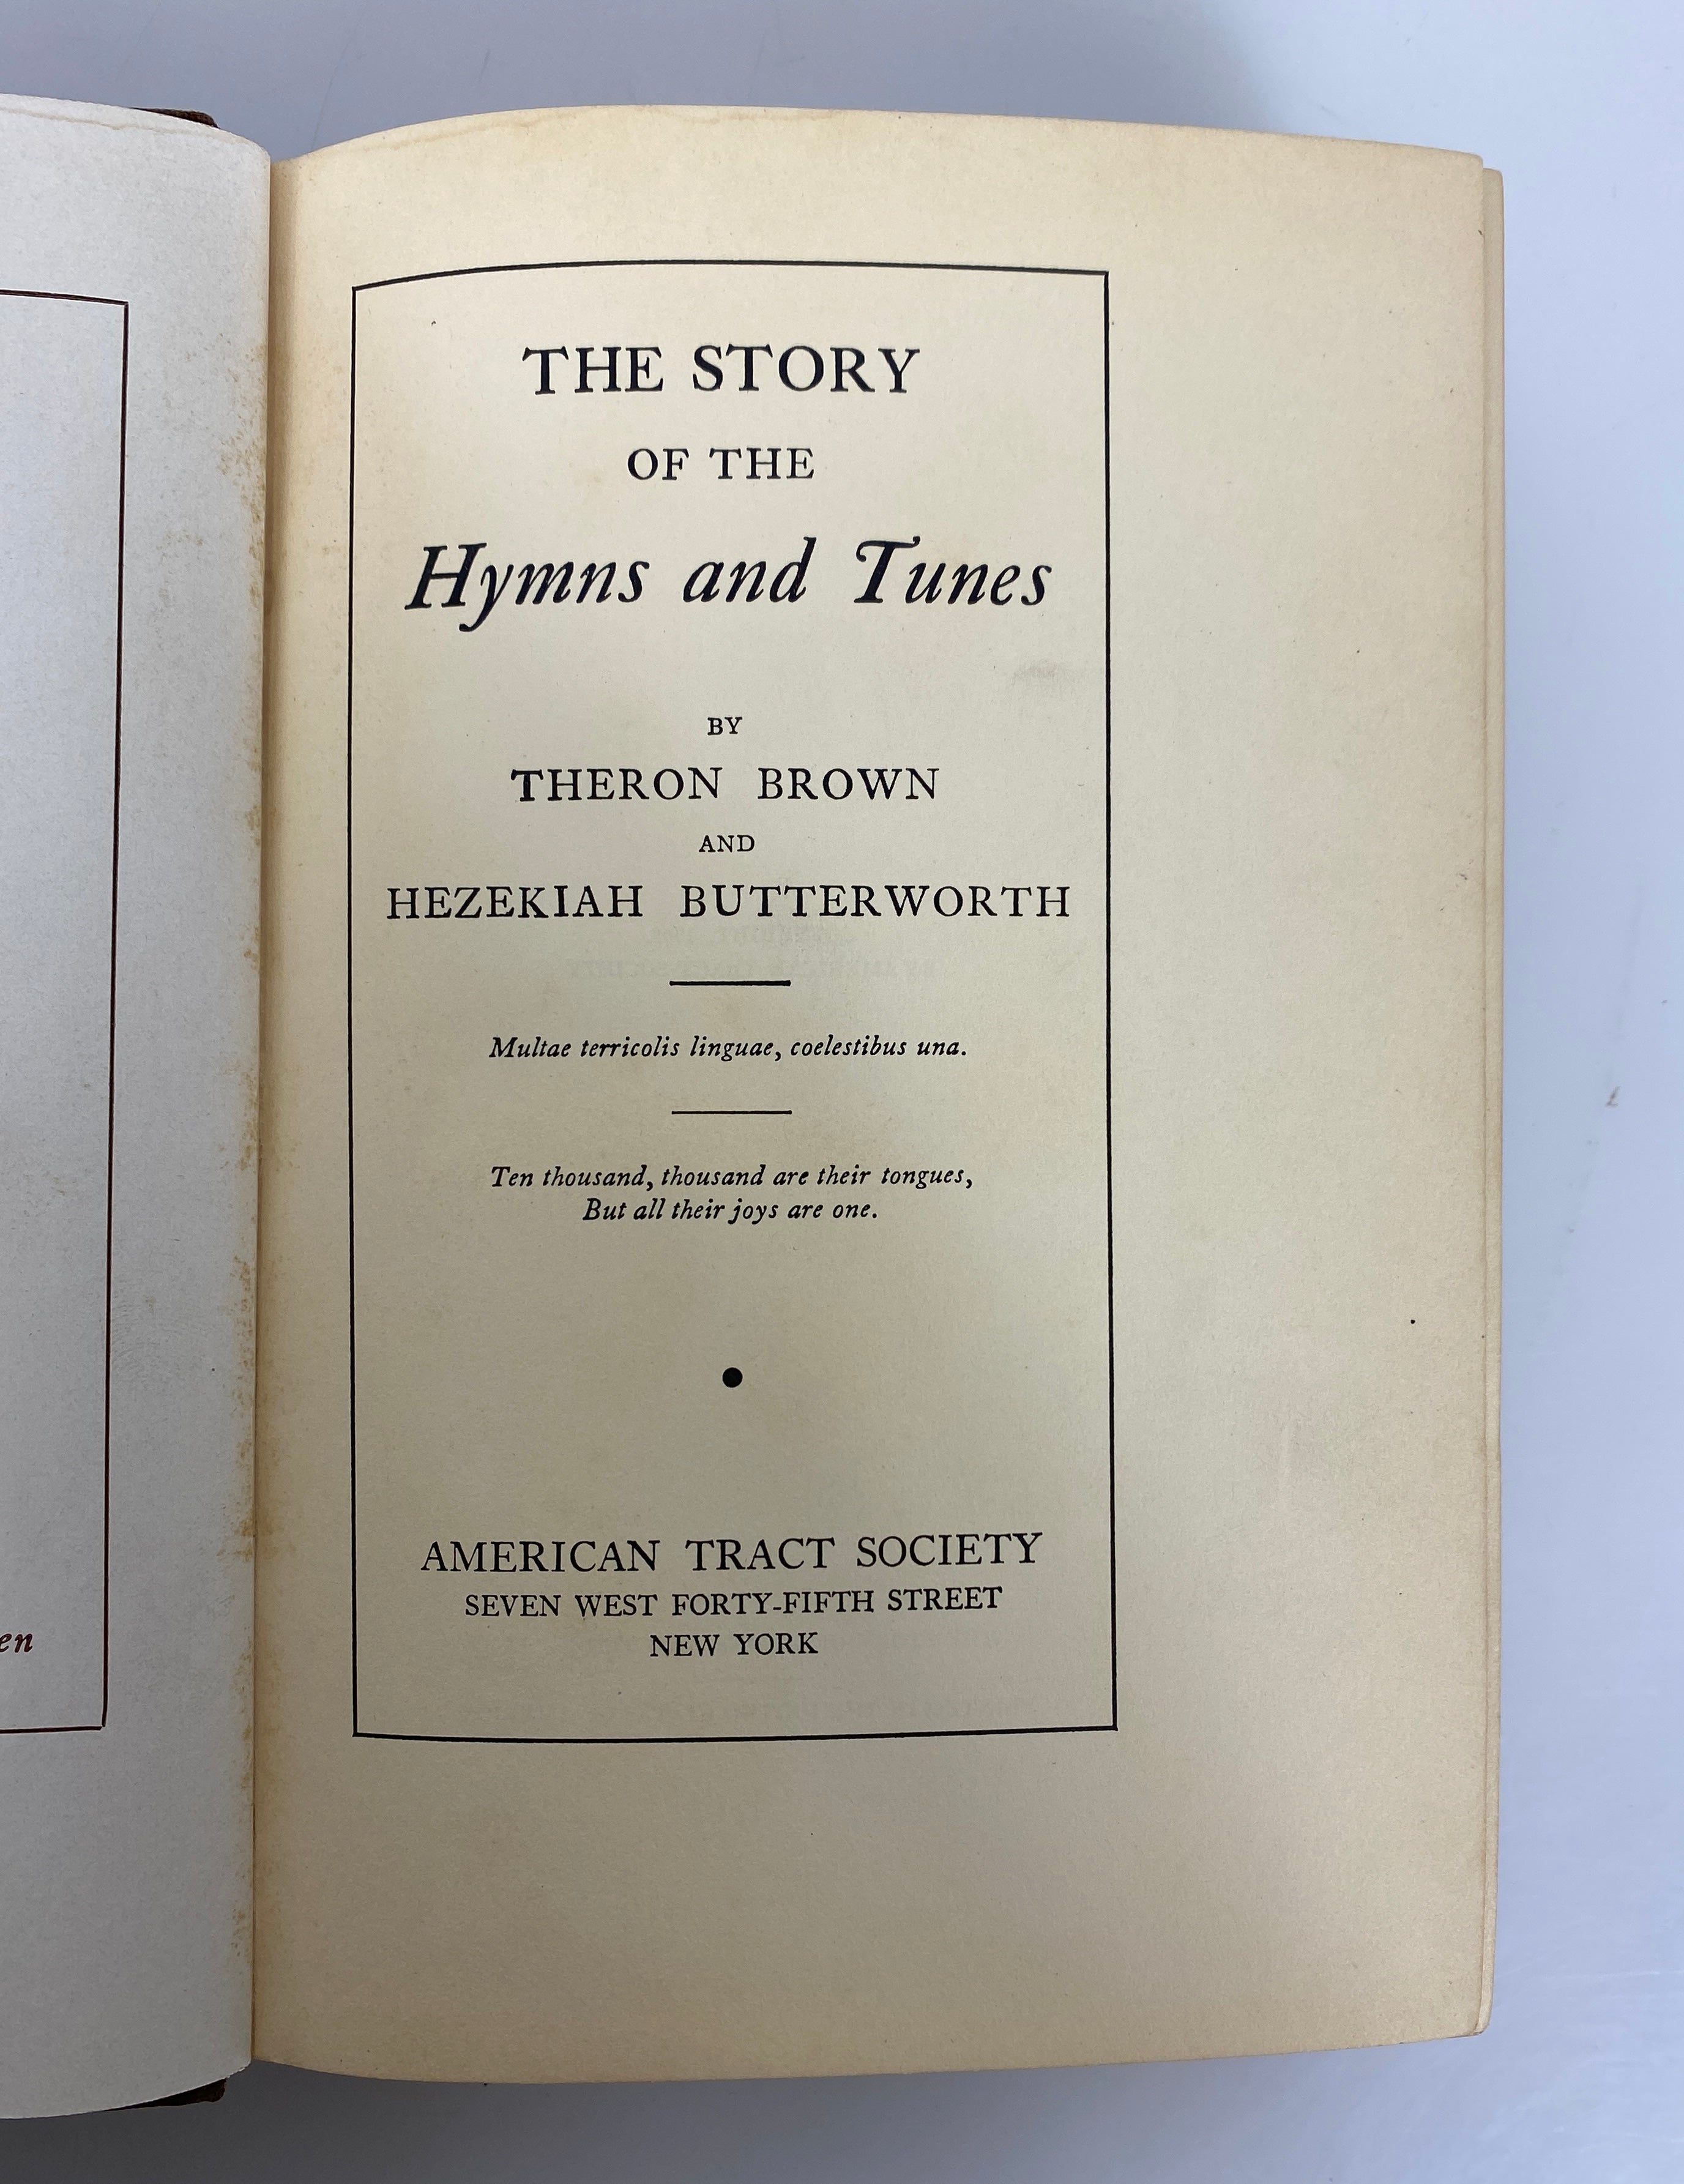 THE STORY
OF THE
Hymns and Tunes
BY
THERON BROWN
AND
HEZEKIAH BUTTERWORTH
Multae terricolis linguae, coelestibus una.
Ten thousand, thousand are their tongues,
But all their joys are one.
AMERICAN TRACT SOCIETY
SEVEN WEST FORTY-FIFTH STREET
NEW YORK
en